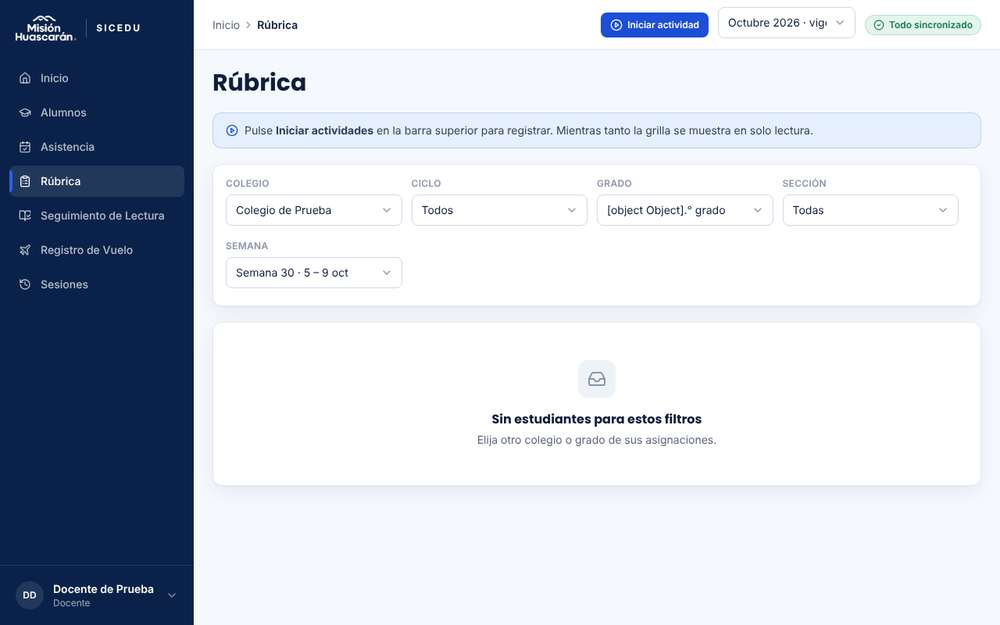 Misión
Huascarán.
SICEDU
Inicio
Alumnos
Asistencia
Rúbrica
Seguimiento de Lectura
Registro de Vuelo
Sesiones
DD
Docente de Prueba
Docente
Inicio > Rúbrica
Iniciar actividad
Octubre 2026 · vig
Todo sincronizado
Rúbrica
Pulse Iniciar actividades en la barra superior para registrar. Mientras tanto la grilla se muestra en solo lectura.
COLEGIO
Colegio de Prueba
CICLO
Todos
GRADO
[object Object].° grado
SECCIÓN
Todas
SEMANA
Semana 30 · 5 – 9 oct
Sin estudiantes para estos filtros
Elija otro colegio o grado de sus asignaciones.